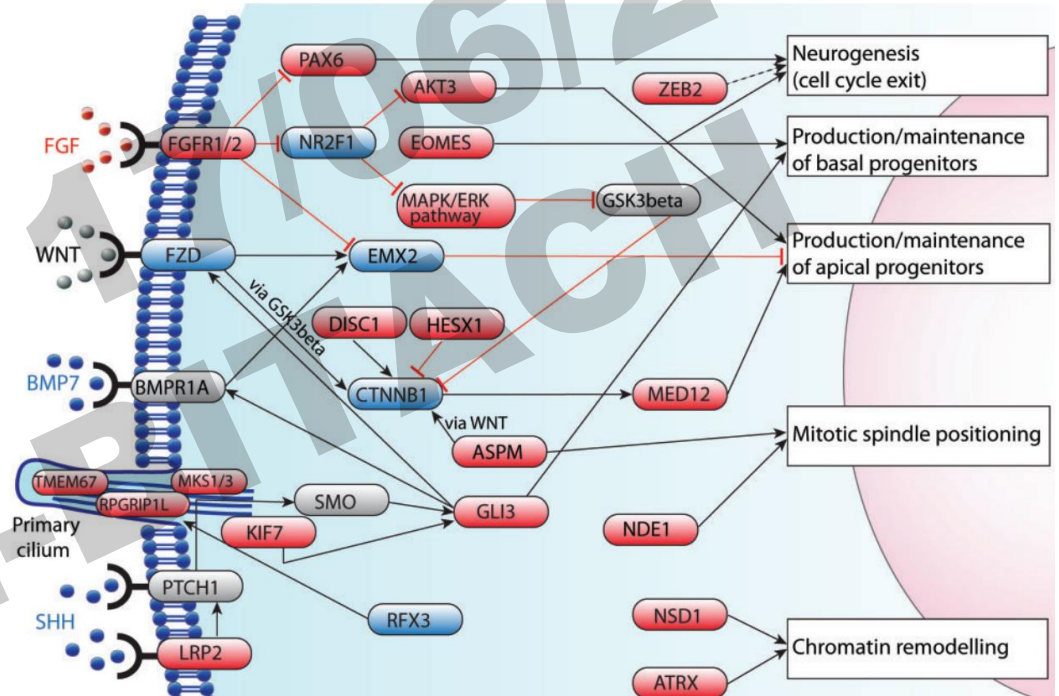 PAX6
Neurogenesis
(cell cycle exit)
ZEB2
AKT3
FGF
FGFR1/2
NR2F1
EOMES
Production/maintenance
of basal progenitors
MAPK/ERK
pathway
GSK3beta
WNT
FZD
EMX2
Production/maintenance
of apical progenitors
via GSK3beta
DISC1
HESX1
BMP7
BMPR1A
CTNNB1
MED12
via WNT
ASPM
Mitotic spindle positioning
TMEM67
MKS1/3
RPGRIP1L
SMO
GLI3
Primary
cilium
KIF7
NDE1
PTCH1
SHH
RFX3
NSD1
LRP2
Chromatin remodelling
ATRX